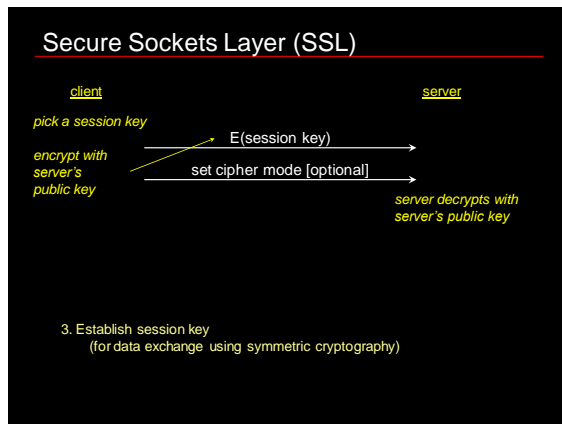 Secure Sockets Layer (SSL)
client
server
pick a session key
E(session key)
encrypt with
server's
public key
set cipher mode [optional]
server decrypts with
server's public key
3. Establish session key
(for data exchange using symmetric cryptography)